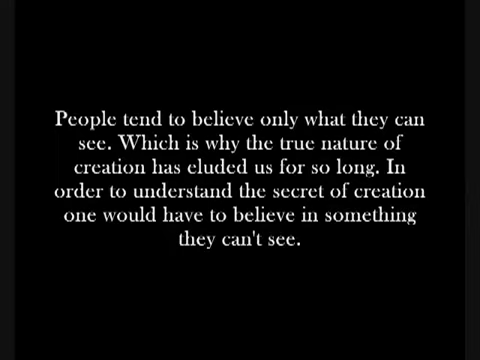 People tend to believe only what they can
see. Which is why the true nature of
creation has eluded us for so long. In
order to understand the secret of creation
one would have to believe in something
they can't see.